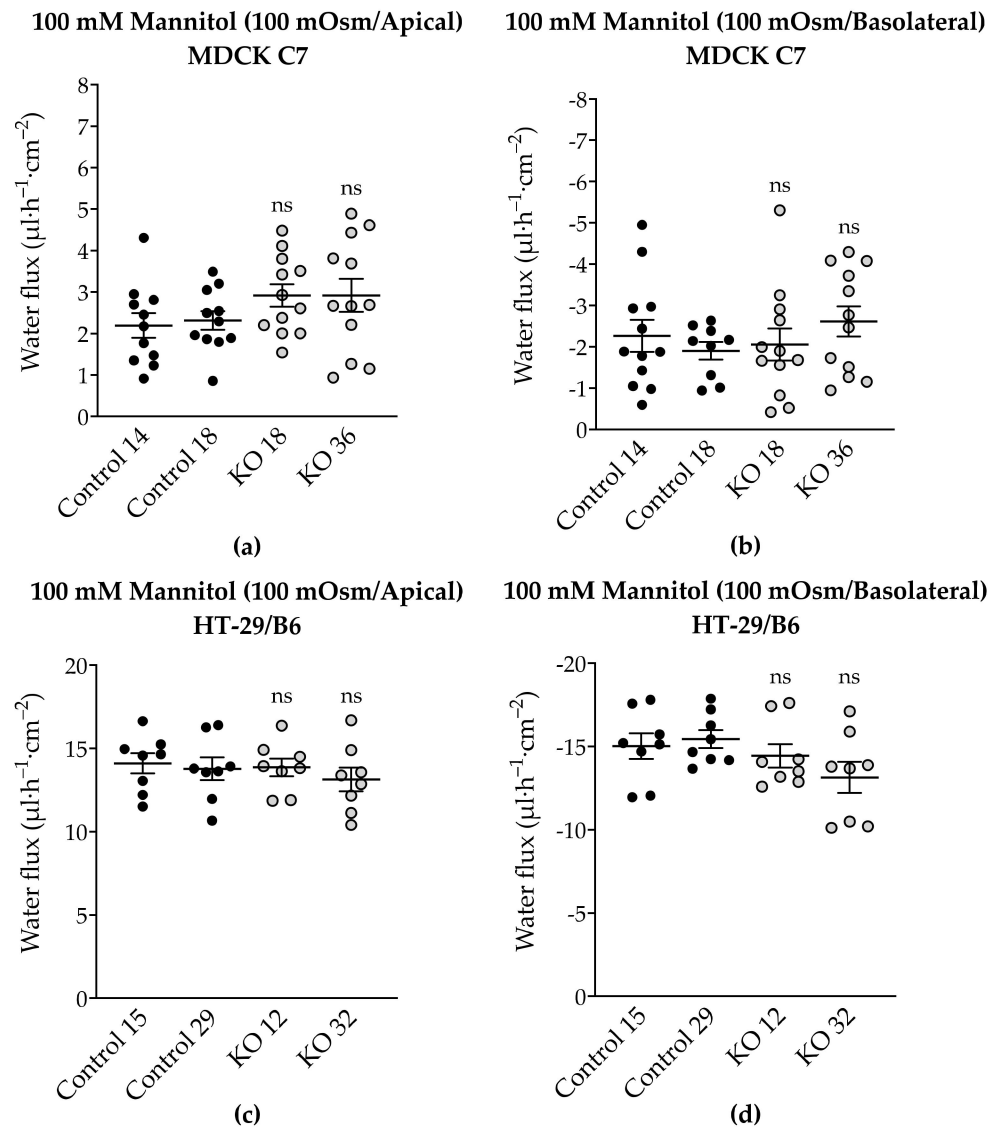 100 mM Mannitol (100 mOsm/Apical)
MDCK C7
Water flux (µl·h⁻¹·cm⁻²)
8
7
6
5
4
3
2
1
0
ns
ns
Control 14
Control 18
KO 18
KO 36
(a)
100 mM Mannitol (100 mOsm/Basolateral)
MDCK C7
Water flux (µl·h⁻¹·cm⁻²)
-8
-7
-6
-5
-4
-3
-2
-1
0
ns
ns
Control 14
Control 18
KO 18
KO 36
(b)
100 mM Mannitol (100 mOsm/Apical)
HT-29/B6
Water flux (µl·h⁻¹·cm⁻²)
20
15
10
5
0
ns
ns
Control 15
Control 29
KO 12
KO 32
(c)
100 mM Mannitol (100 mOsm/Basolateral)
HT-29/B6
Water flux (µl·h⁻¹·cm⁻²)
-20
-15
-10
-5
0
ns
ns
Control 15
Control 29
KO 12
KO 32
(d)